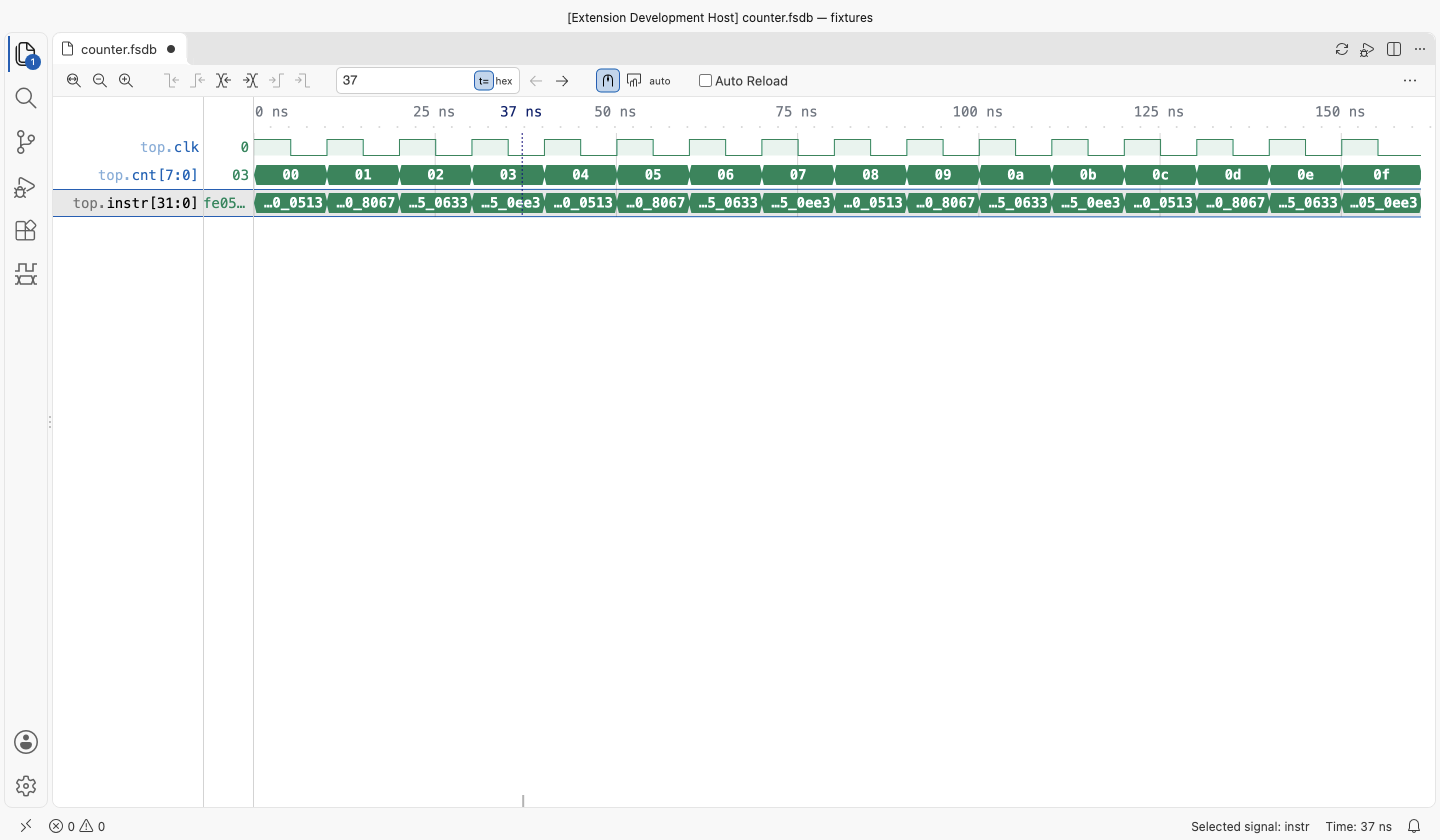 [Extension Development Host] counter.fsdb — fixtures
counter.fsdb
1
37 t= hex auto Auto Reload
0 ns 25 ns 37 ns 50 ns 75 ns 100 ns 125 ns 150 ns
top.clk 0
top.cnt[7:0] 03 00 01 02 03 04 05 06 07 08 09 0a 0b 0c 0d 0e 0f
top.instr[31:0] fe05… …0_0513 …0_8067 …5_0633 …5_0ee3 …0_0513 …0_8067 …5_0633 …5_0ee3 …0_0513 …0_8067 …5_0633 …5_0ee3 …0_0513 …0_8067 …5_0633 …05_0ee3
0 0 Selected signal: instr Time: 37 ns